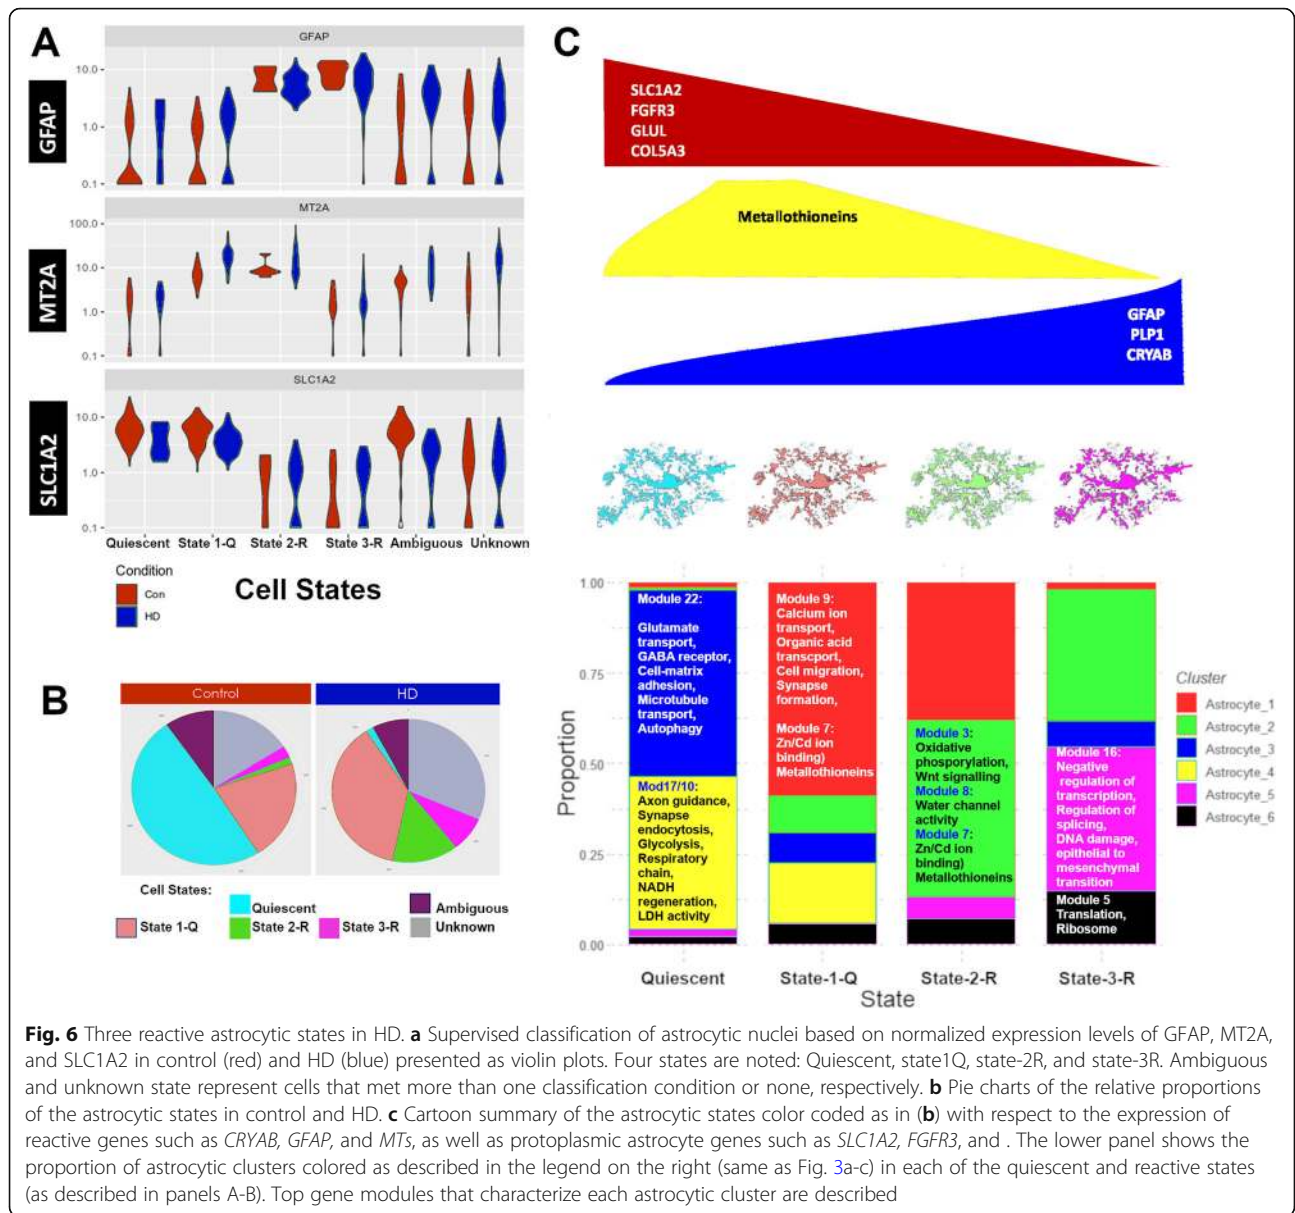 A
GFAP
GFAP
10.0
1.0
0.1
MT2A
MT2A
100.0
10.0
1.0
0.1
SLC1A2
SLC1A2
10.0
1.0
0.1
Quiescent State 1-Q State 2-R State 3-R Ambiguous Unknown
Condition
Con
HD
Cell States
B
Control
HD
Cell States:
Quiescent
Ambiguous
State 1-Q
State 2-R
State 3-R
Unknown
C
SLC1A2
FGFR3
GLUL
COL5A3
Metallothioneins
GFAP
PLP1
CRYAB
Proportion
1.00
0.75
0.50
0.25
0.00
Module 22:
Glutamate
transport,
GABA receptor,
Cell-matrix
adhesion,
Microtubule
transport,
Autophagy
Mod17/10:
Axon guidance,
Synapse
endocytosis,
Glycolysis,
Respiratory
chain,
NADH
regeneration,
LDH activity
Module 9:
Calcium ion
transport,
Organic acid
transcport,
Cell migration,
Synapse
formation,
Module 7:
Zn/Cd ion
binding)
Metallothioneins
Module 3:
Oxidative
phosporylation,
Wnt signalling
Module 8:
Water channel
activity
Module 7:
Zn/Cd ion
binding)
Metallothioneins
Module 16:
Negative
regulation of
transcription,
Regulation of
splicing,
DNA damage,
epithelial to
mesenchymal
transition
Module 5
Translation,
Ribosome
Quiescent State-1-Q State-2-R State-3-R
State
Cluster
Astrocyte_1
Astrocyte_2
Astrocyte_3
Astrocyte_4
Astrocyte_5
Astrocyte_6
Fig. 6 Three reactive astrocytic states in HD. a Supervised classification of astrocytic nuclei based on normalized expression levels of GFAP, MT2A,
and SLC1A2 in control (red) and HD (blue) presented as violin plots. Four states are noted: Quiescent, state1Q, state-2R, and state-3R. Ambiguous
and unknown state represent cells that met more than one classification condition or none, respectively. b Pie charts of the relative proportions
of the astrocytic states in control and HD. c Cartoon summary of the astrocytic states color coded as in (b) with respect to the expression of
reactive genes such as CRYAB, GFAP, and MTs, as well as protoplasmic astrocyte genes such as SLC1A2, FGFR3, and . The lower panel shows the
proportion of astrocytic clusters colored as described in the legend on the right (same as Fig. 3a-c) in each of the quiescent and reactive states
(as described in panels A-B). Top gene modules that characterize each astrocytic cluster are described